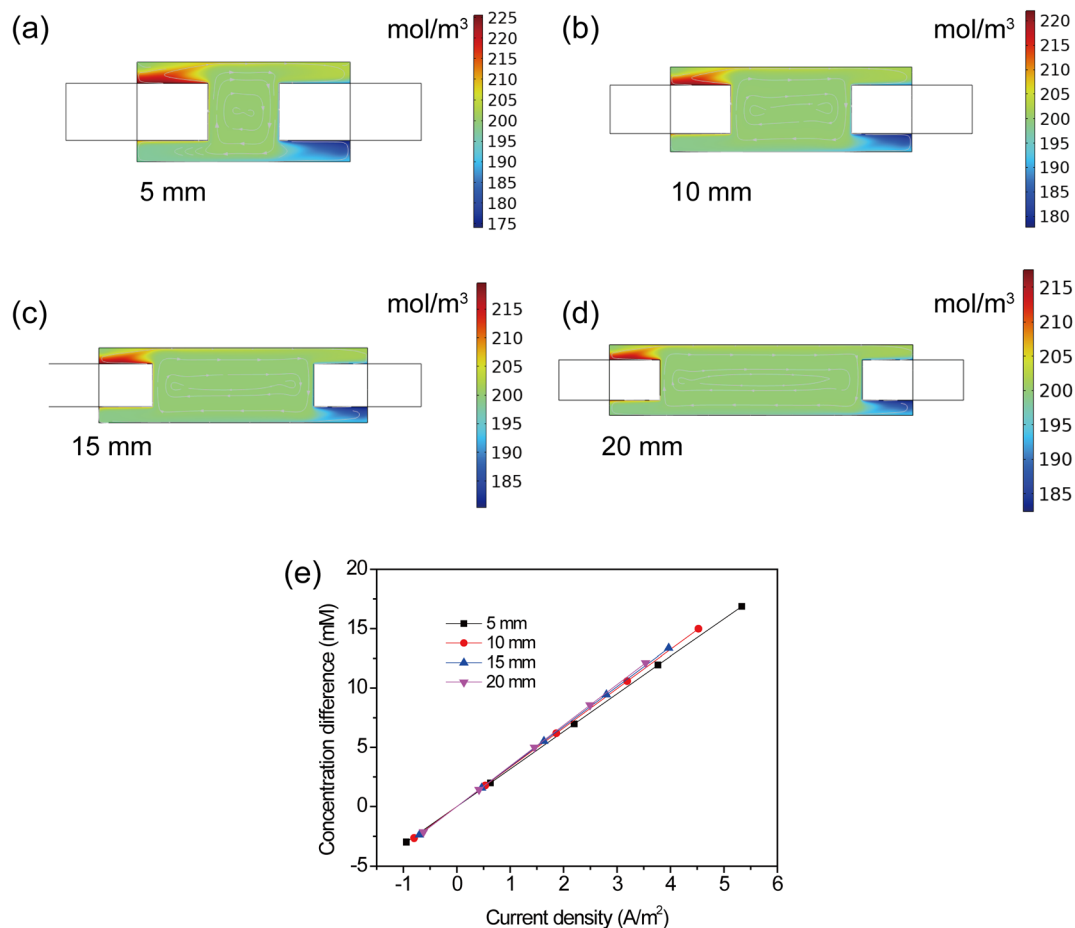 (a)
mol/m³
225
220
215
210
205
200
195
190
185
180
175
5 mm
(b)
mol/m³
220
215
210
205
200
195
190
185
180
10 mm
(c)
mol/m³
215
210
205
200
195
190
185
15 mm
(d)
mol/m³
215
210
205
200
195
190
185
20 mm
(e)
Concentration difference (mM)
20
15
10
5
0
-5
5 mm
10 mm
15 mm
20 mm
-1 0 1 2 3 4 5 6
Current density (A/m²)